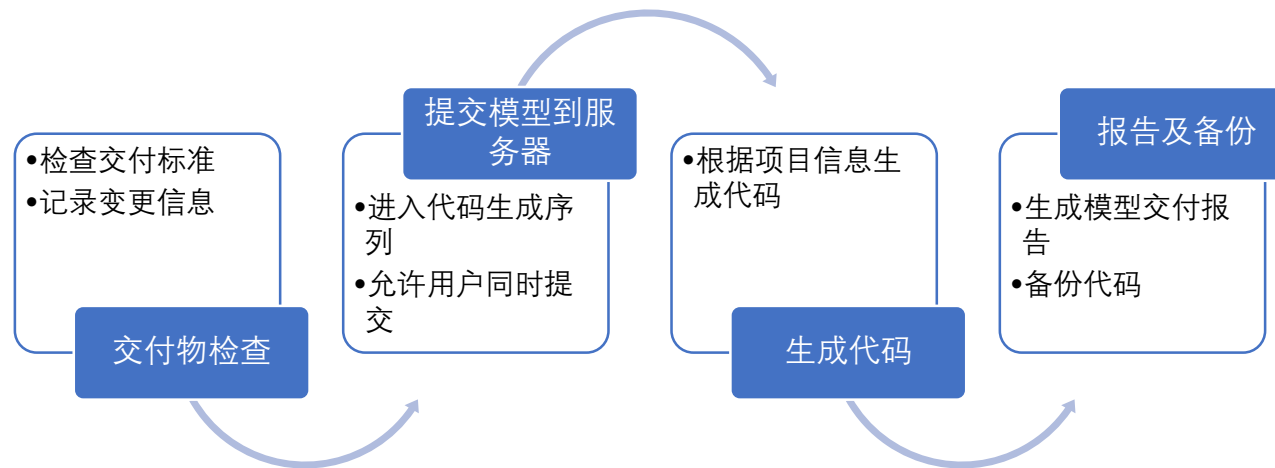 •检查交付标准
•记录变更信息
交付物检查
提交模型到服
务器
•进入代码生成序
列
•允许用户同时提
交
•根据项目信息生
成代码
生成代码
报告及备份
•生成模型交付报
告
•备份代码